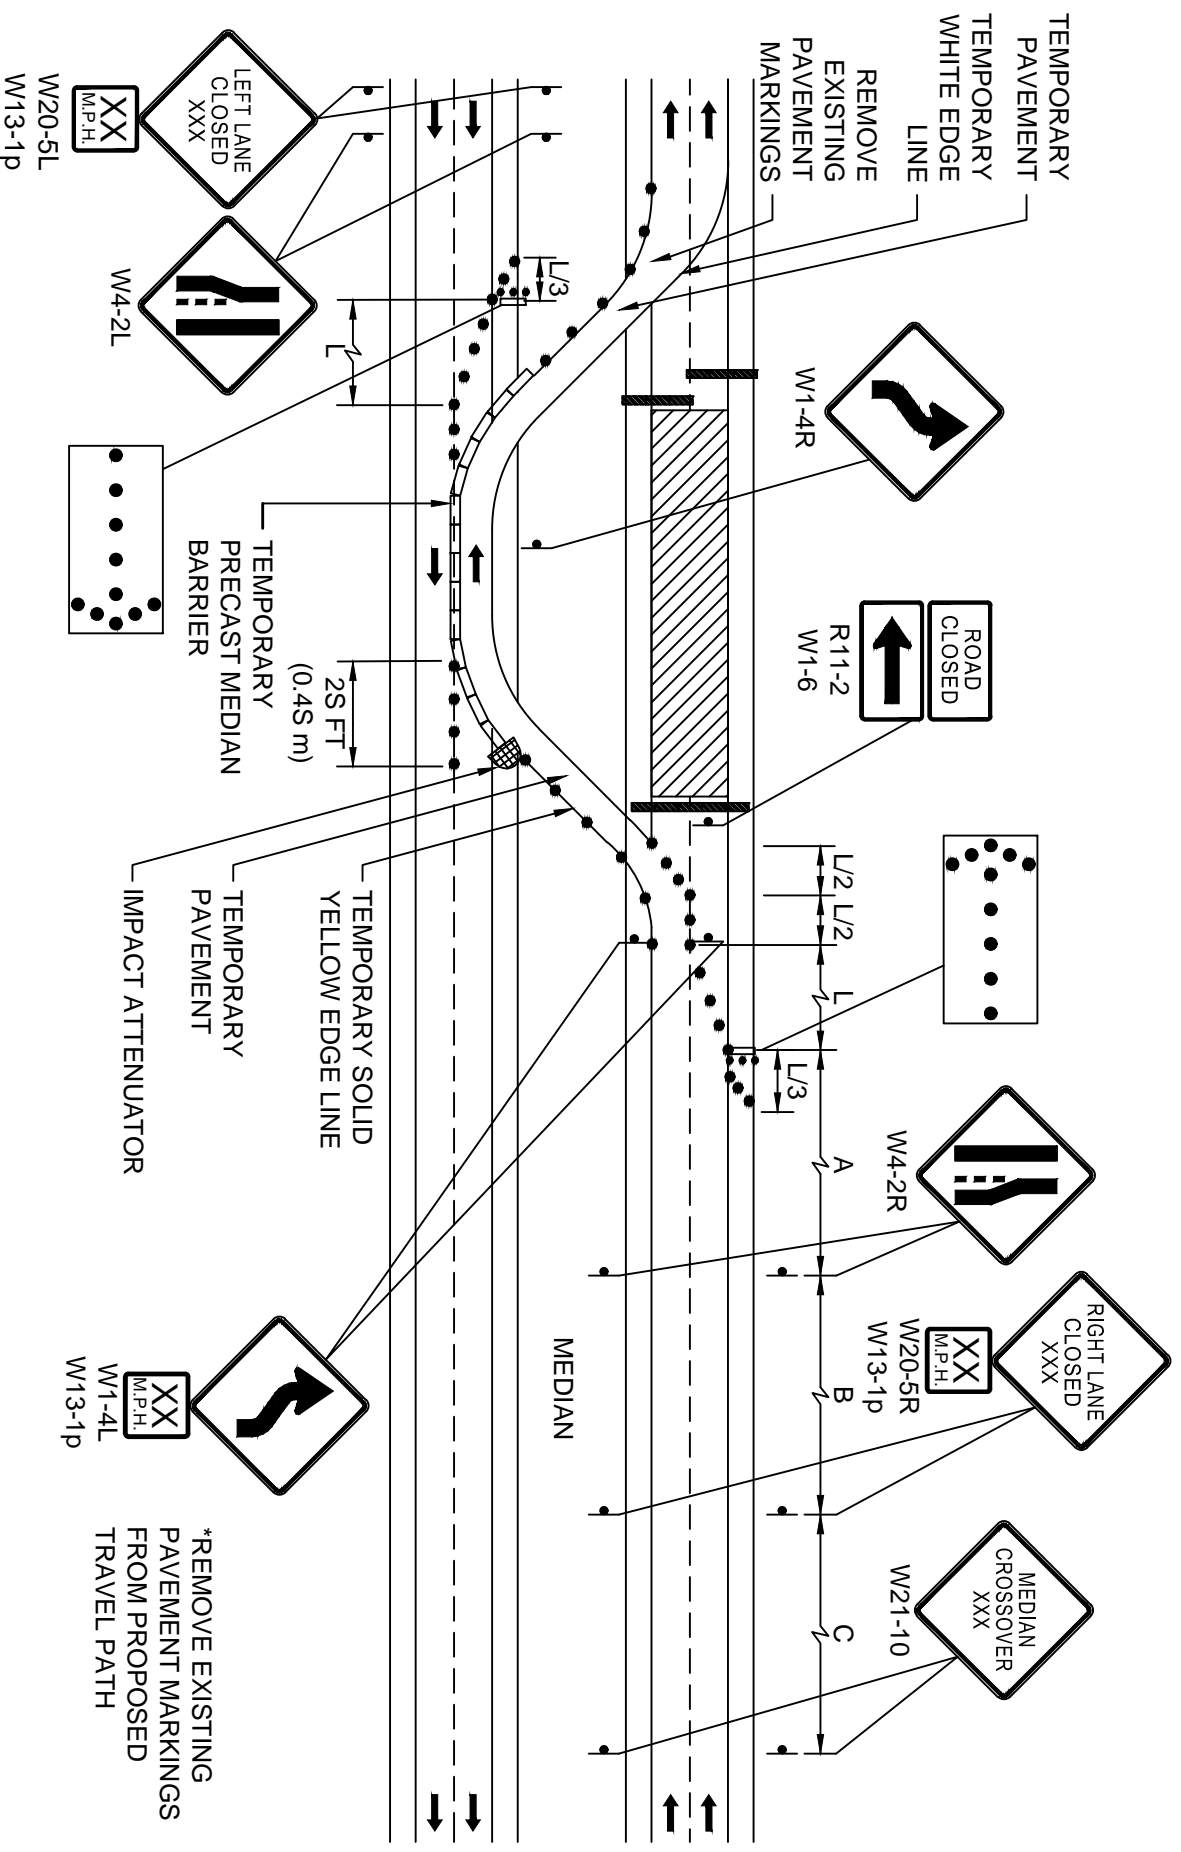 TEMPORARY
PAVEMENT
TEMPORARY
WHITE EDGE
LINE
REMOVE
EXISTING
PAVEMENT
MARKINGS
W1-4R
ROAD
CLOSED
R11-2
W1-6
L/2
L/2
L
L/3
A
W4-2R
B
RIGHT LANE
CLOSED
XXX
XX
M.P.H.
W20-5R
W13-1p
C
MEDIAN
CROSSOVER
XXX
W21-10
MEDIAN
LEFT LANE
CLOSED
XXX
XX
M.P.H.
W20-5L
W13-1p
W4-2L
L/3
L
TEMPORARY
PRECAST MEDIAN
BARRIER
2S FT
(0.4S m)
TEMPORARY SOLID
YELLOW EDGE LINE
TEMPORARY
PAVEMENT
IMPACT ATTENUATOR
XX
M.P.H.
W1-4L
W13-1p
*REMOVE EXISTING
PAVEMENT MARKINGS
FROM PROPOSED
TRAVEL PATH